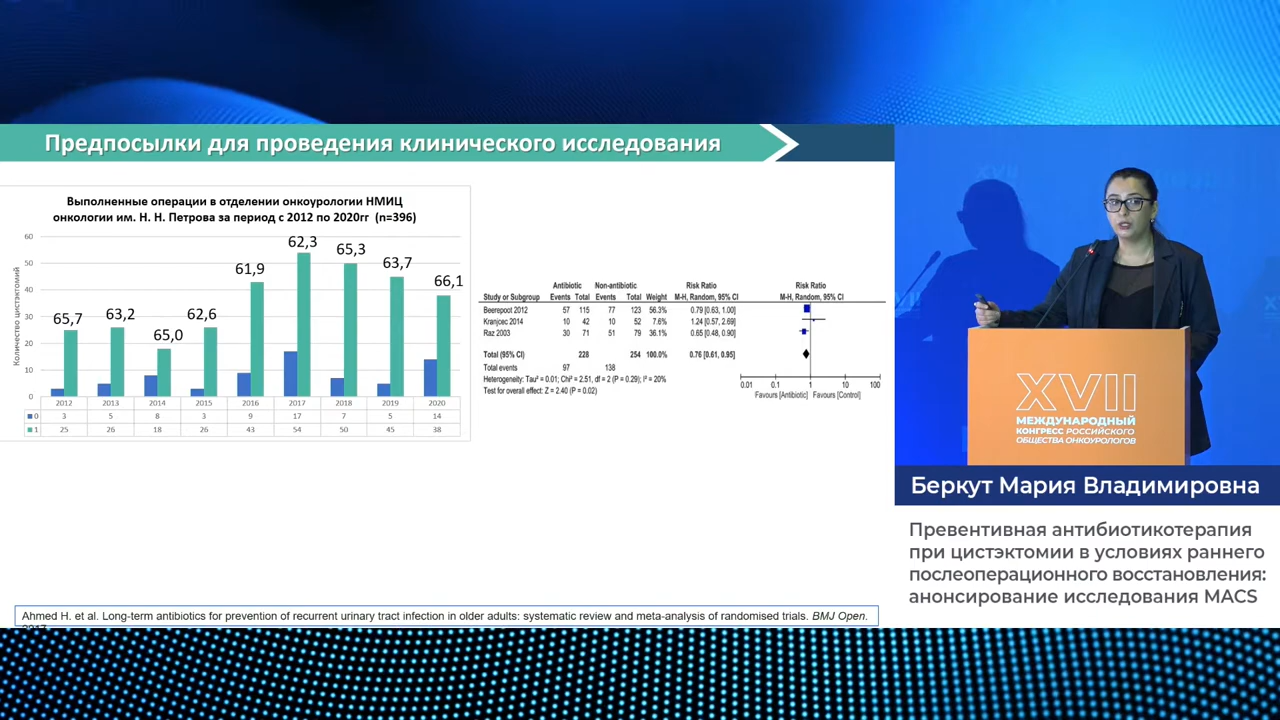 Предпосылки для проведения клинического исследования
Выполненные операции в отделении онкоурологии НМИЦ
онкологии им. Н. Н. Петрова за период с 2012 по 2020гг (n=396)
Количество цистэктомий
60
50
40
30
20
10
0
65,7
63,2
65,0
62,6
61,9
62,3
65,3
63,7
66,1
2012 2013 2014 2015 2016 2017 2018 2019 2020
0 3 5 8 3 9 17 7 5 14
1 25 26 18 26 43 54 50 45 38
Antibiotic Non-antibiotic Risk Ratio Risk Ratio
Study or Subgroup Events Total Events Total Weight M-H, Random, 95% CI M-H, Random, 95% CI
Beerepoot 2012 57 115 77 123 56.3% 0.79 [0.63, 1.00]
Kranjcec 2014 10 42 10 52 7.6% 1.24 [0.57, 2.69]
Raz 2003 30 71 51 79 36.1% 0.65 [0.48, 0.90]
Total (95% CI) 228 254 100.0% 0.76 [0.61, 0.95]
Total events 97 138
Heterogeneity: Tau² = 0.01; Chi² = 2.51, df = 2 (P = 0.29); I² = 20%
Test for overall effect: Z = 2.40 (P = 0.02)
0.01 0.1 1 10 100
Favours [Antibiotic] Favours [Control]
Ahmed H. et al. Long-term antibiotics for prevention of recurrent urinary tract infection in older adults: systematic review and meta-analysis of randomised trials. BMJ Open.
XVII
МЕЖДУНАРОДНЫЙ
КОНГРЕСС РОССИЙСКОГО
ОБЩЕСТВА ОНКОУРОЛОГОВ
Беркут Мария Владимировна
Превентивная антибиотикотерапия
при цистэктомии в условиях раннего
послеоперационного восстановления:
анонсирование исследования MACS